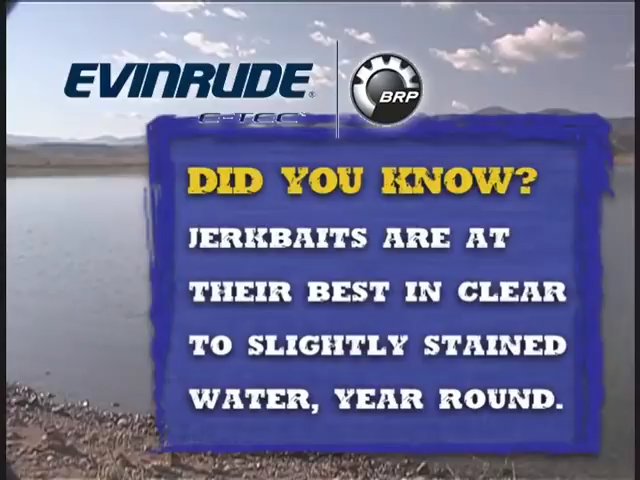 EVINRUDE
E-TEC
BRP
DID YOU KNOW?
JERKBAITS ARE AT
THEIR BEST IN CLEAR
TO SLIGHTLY STAINED
WATER, YEAR ROUND.